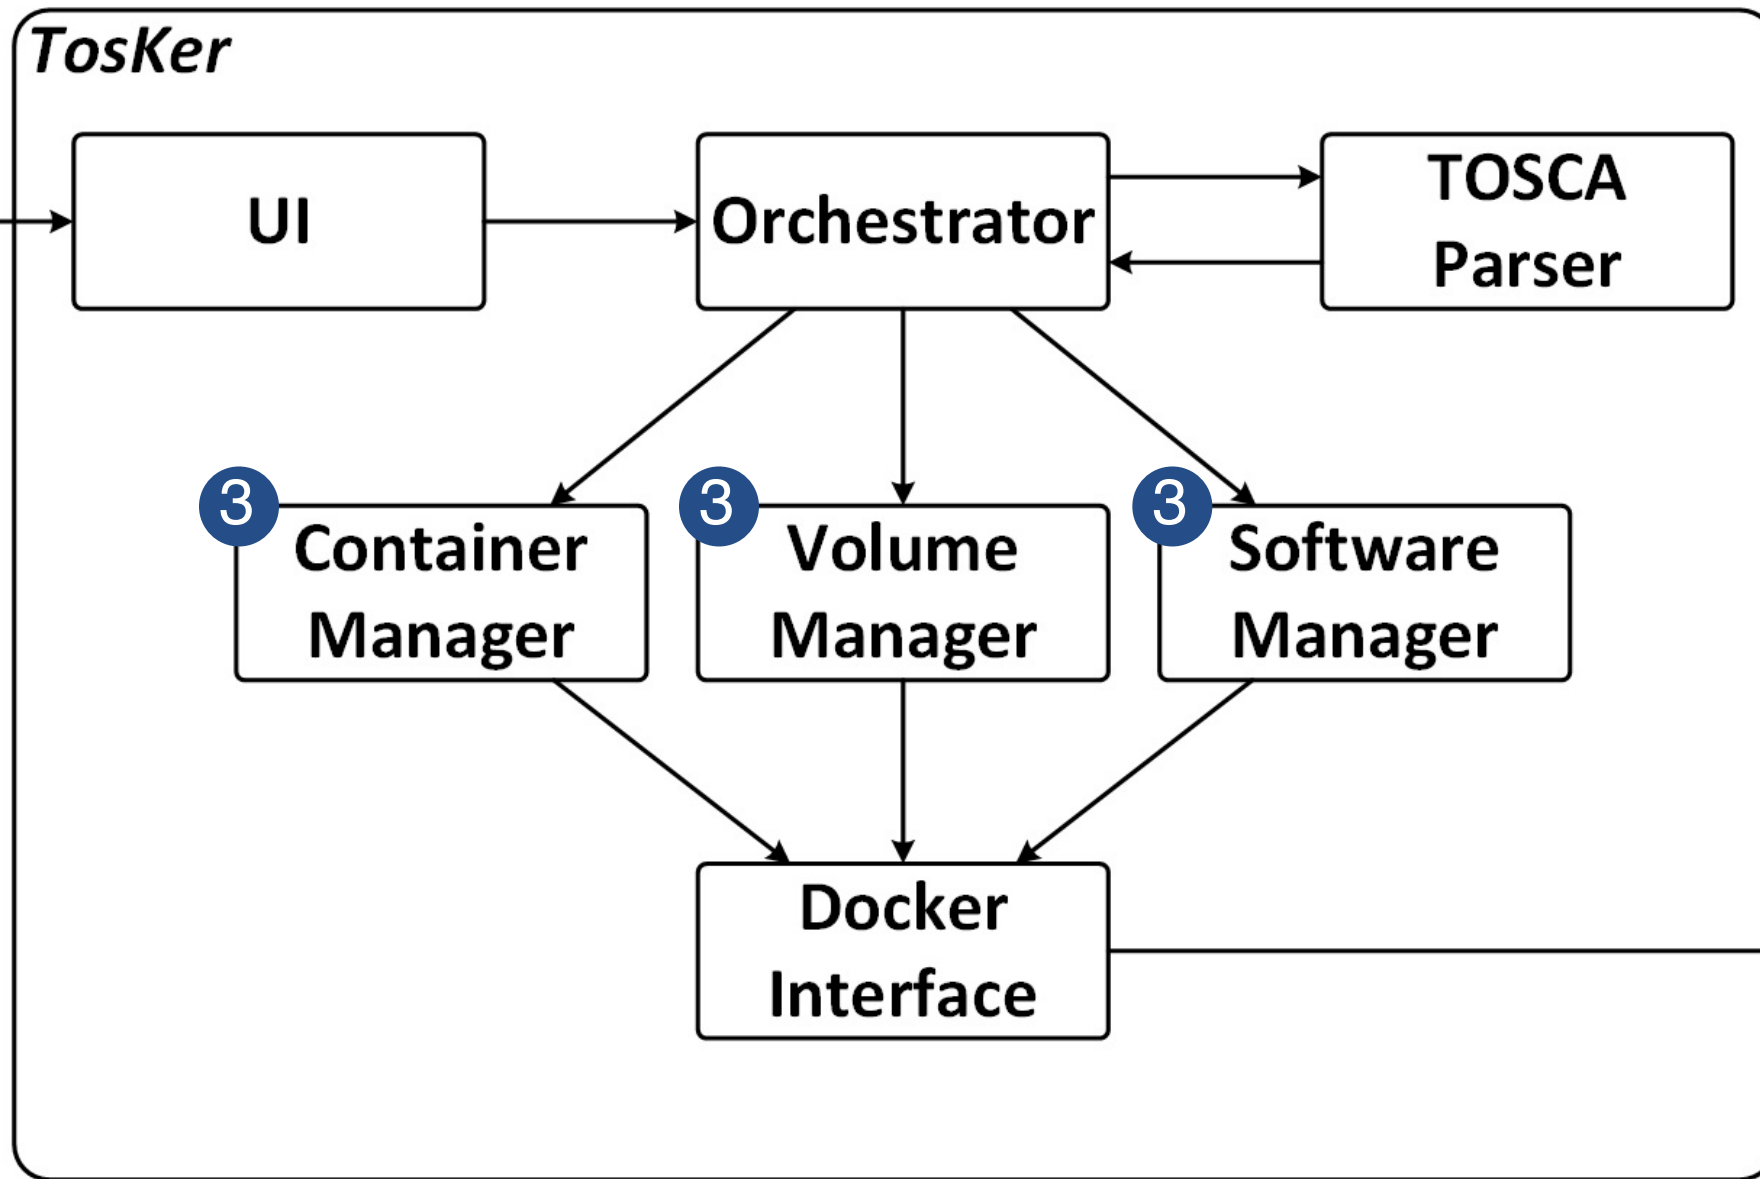 TosKer
UI
Orchestrator
TOSCA
Parser
3
Container
Manager
3
Volume
Manager
3
Software
Manager
Docker
Interface